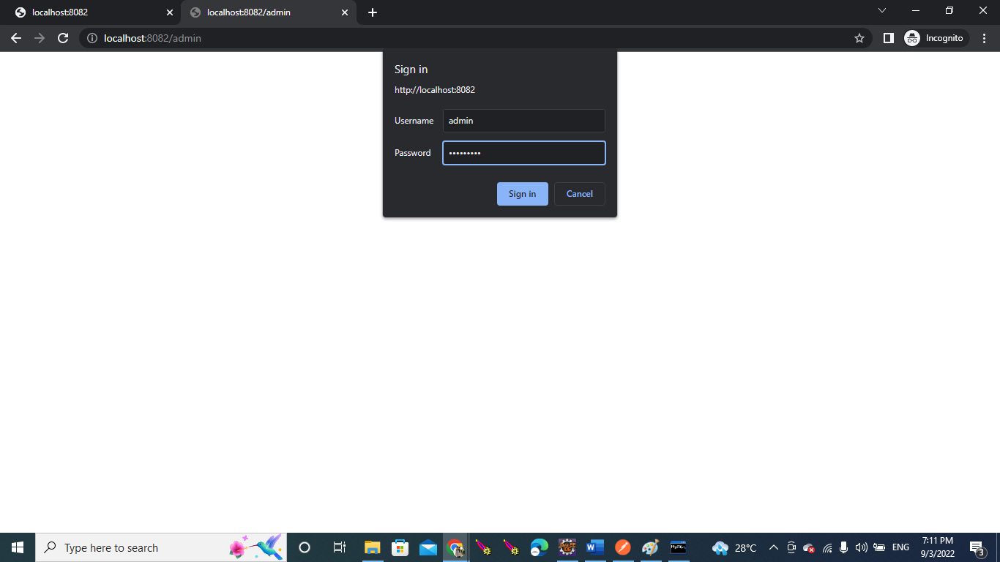 localhost:8082
localhost:8082/admin
localhost:8082/admin
Incognito
Sign in
http://localhost:8082
Username
admin
Password
•••••••••
Sign in
Cancel
Type here to search
28°C
ENG
7:11 PM
9/3/2022
3